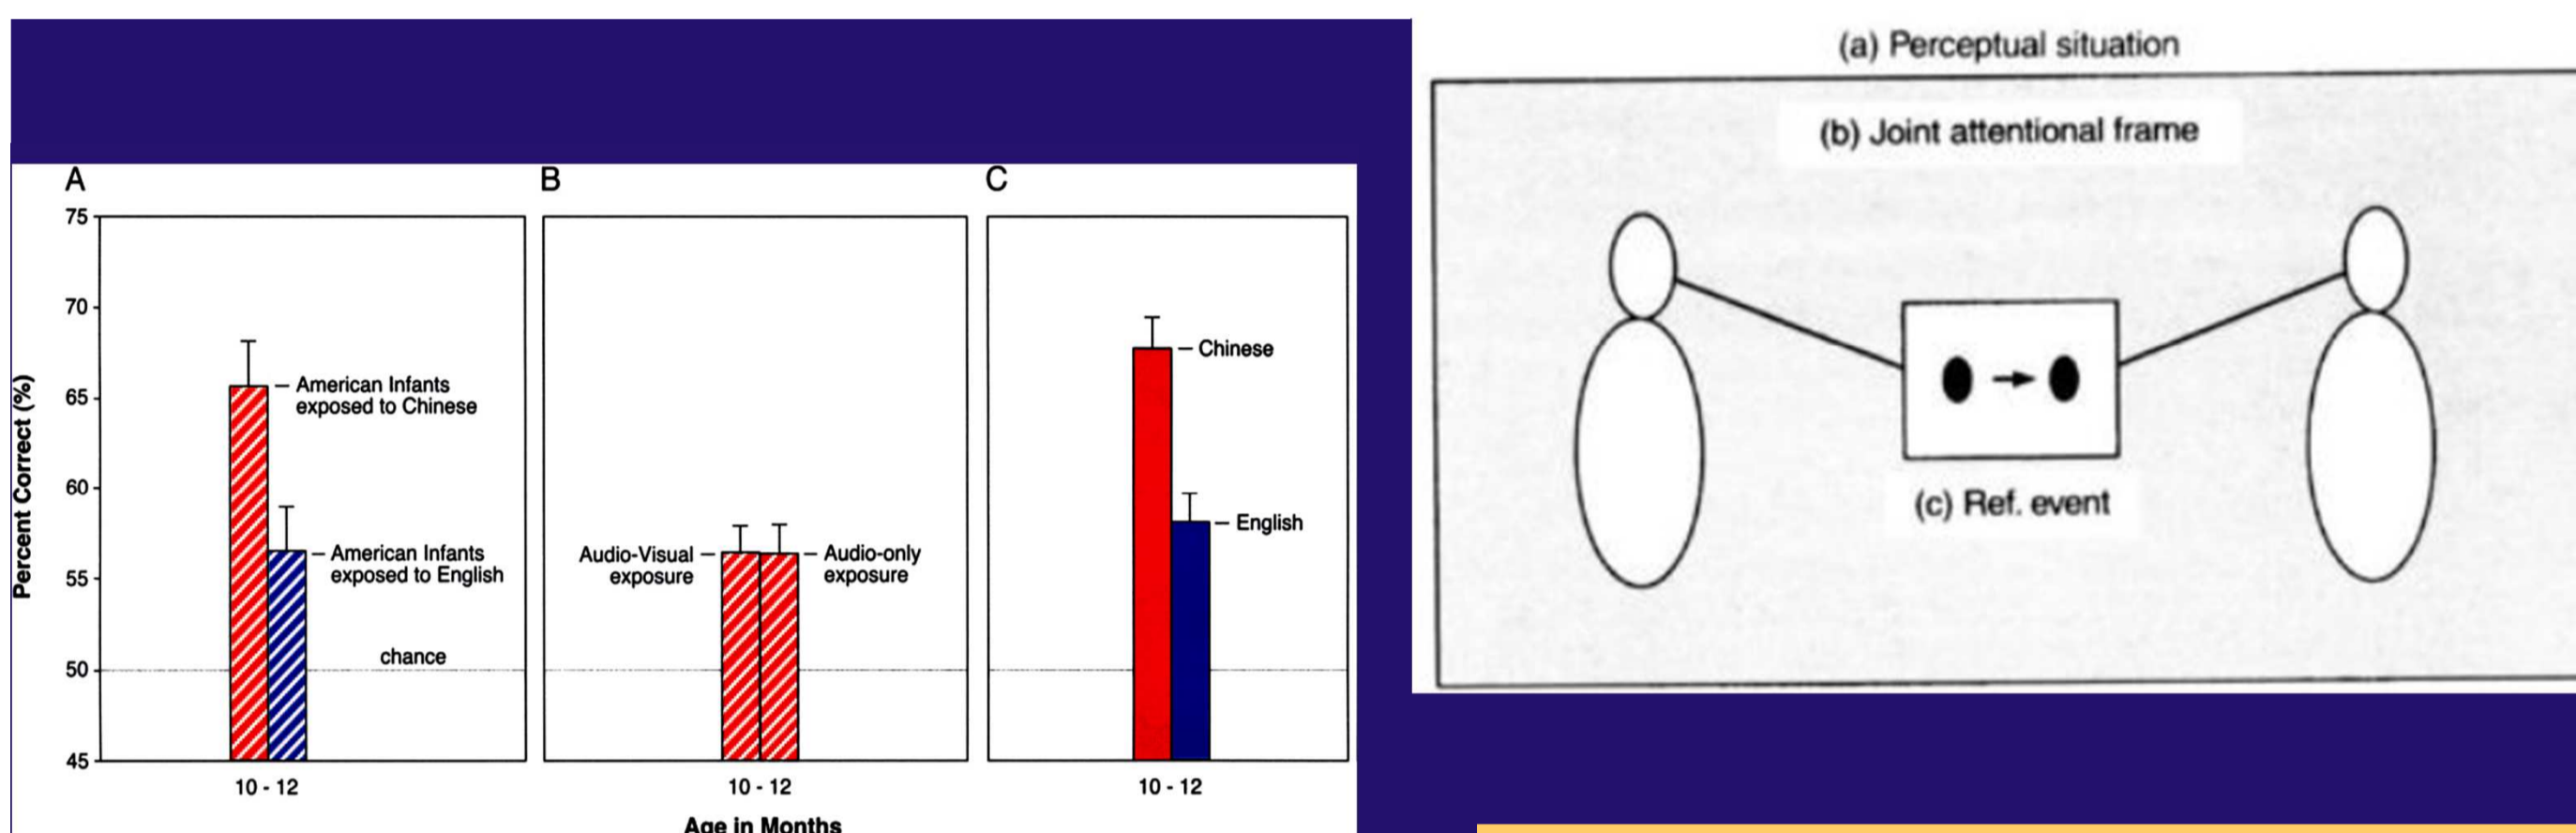 A
B
C
75
70
65
60
55
50
45
Percent Correct (%)
American Infants
exposed to Chinese
American Infants
exposed to English
chance
10 - 12
Audio-Visual
exposure
Audio-only
exposure
10 - 12
Chinese
English
10 - 12
Age in Months
(a) Perceptual situation
(b) Joint attentional frame
(c) Ref. event